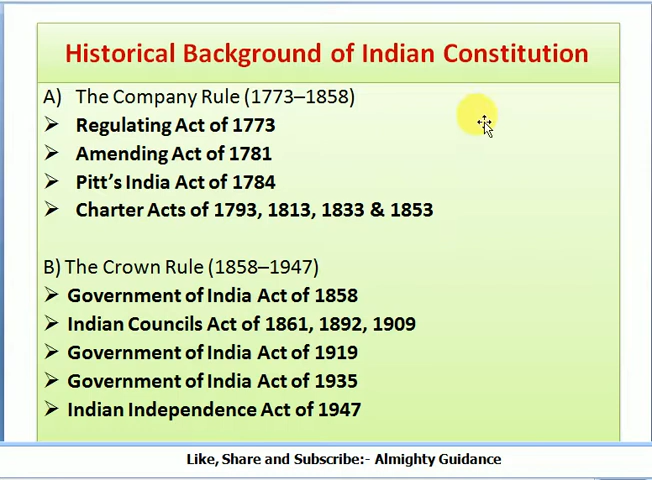 Historical Background of Indian Constitution
A) The Company Rule (1773–1858)
➢ Regulating Act of 1773
➢ Amending Act of 1781
➢ Pitt’s India Act of 1784
➢ Charter Acts of 1793, 1813, 1833 & 1853
B) The Crown Rule (1858–1947)
➢ Government of India Act of 1858
➢ Indian Councils Act of 1861, 1892, 1909
➢ Government of India Act of 1919
➢ Government of India Act of 1935
➢ Indian Independence Act of 1947
Like, Share and Subscribe:- Almighty Guidance